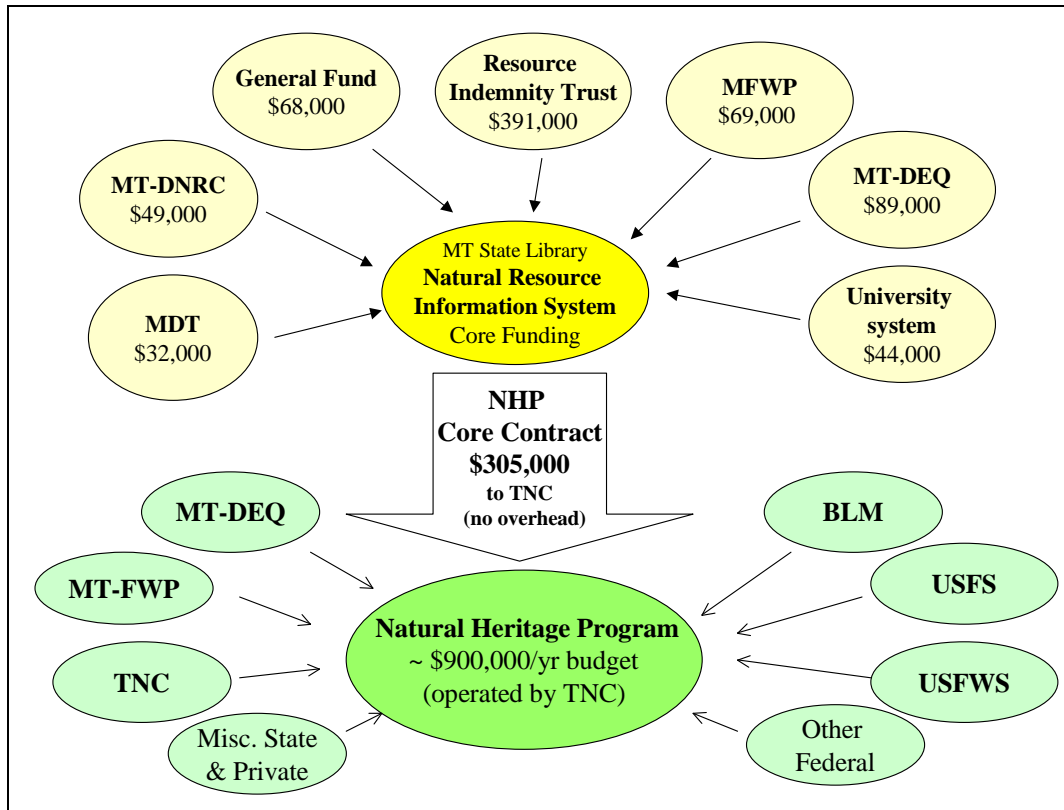 General Fund
$68,000
Resource
Indemnity Trust
$391,000
MFWP
$69,000
MT-DNRC
$49,000
MT-DEQ
$89,000
MDT
$32,000
University
system
$44,000
MT State Library
Natural Resource
Information System
Core Funding
NHP
Core Contract
$305,000
to TNC
(no overhead)
MT-DEQ
MT-FWP
TNC
Misc. State
& Private
BLM
USFS
USFWS
Other
Federal
Natural Heritage Program
~ $900,000/yr budget
(operated by TNC)